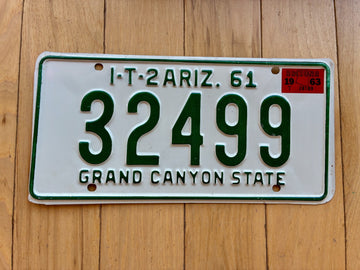 I-T-2 ARIZ. 61
19 63
32499
GRAND CANYON STATE